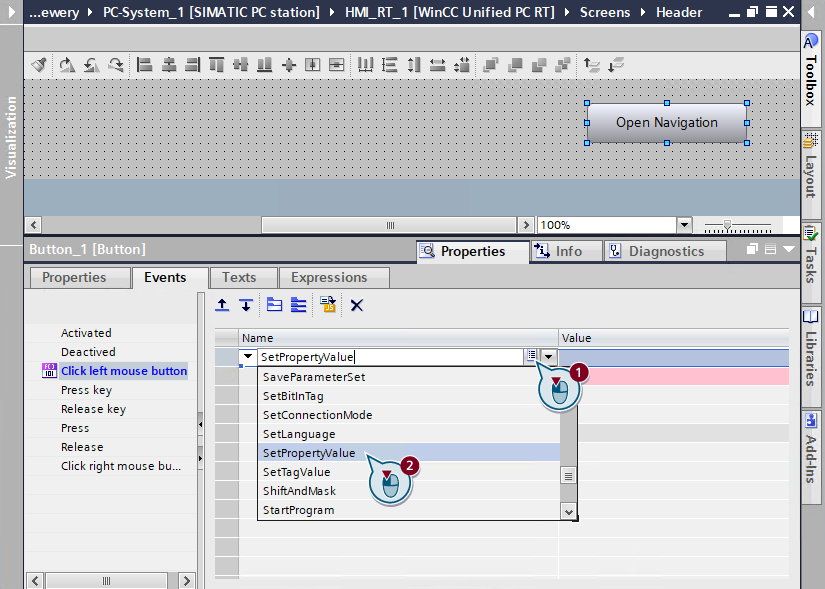 ...ewery PC-System_1 [SIMATIC PC station] HMI_RT_1 [WinCC Unified PC RT] Screens Header
Visualization
Open Navigation
100%
Toolbox
Layout
Tasks
Libraries
Add-Ins
Button_1 [Button]
Properties Info Diagnostics
Properties Events Texts Expressions
Activated
Deactived
Click left mouse button
Press key
Release key
Press
Release
Click right mouse bu...
Name Value
SetPropertyValue
SaveParameterSet
SetBitInTag
SetConnectionMode
SetLanguage
SetPropertyValue
SetTagValue
ShiftAndMask
StartProgram
1
2